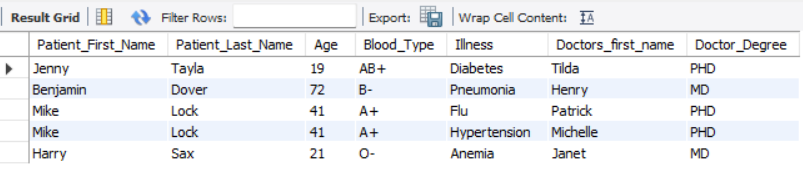 Result Grid Filter Rows: Export: Wrap Cell Content:
Patient_First_Name Patient_Last_Name Age Blood_Type Illness Doctors_first_name Doctor_Degree
Jenny Tayla 19 AB+ Diabetes Tilda PHD
Benjamin Dover 72 B- Pneumonia Henry MD
Mike Lock 41 A+ Flu Patrick PHD
Mike Lock 41 A+ Hypertension Michelle PHD
Harry Sax 21 O- Anemia Janet MD